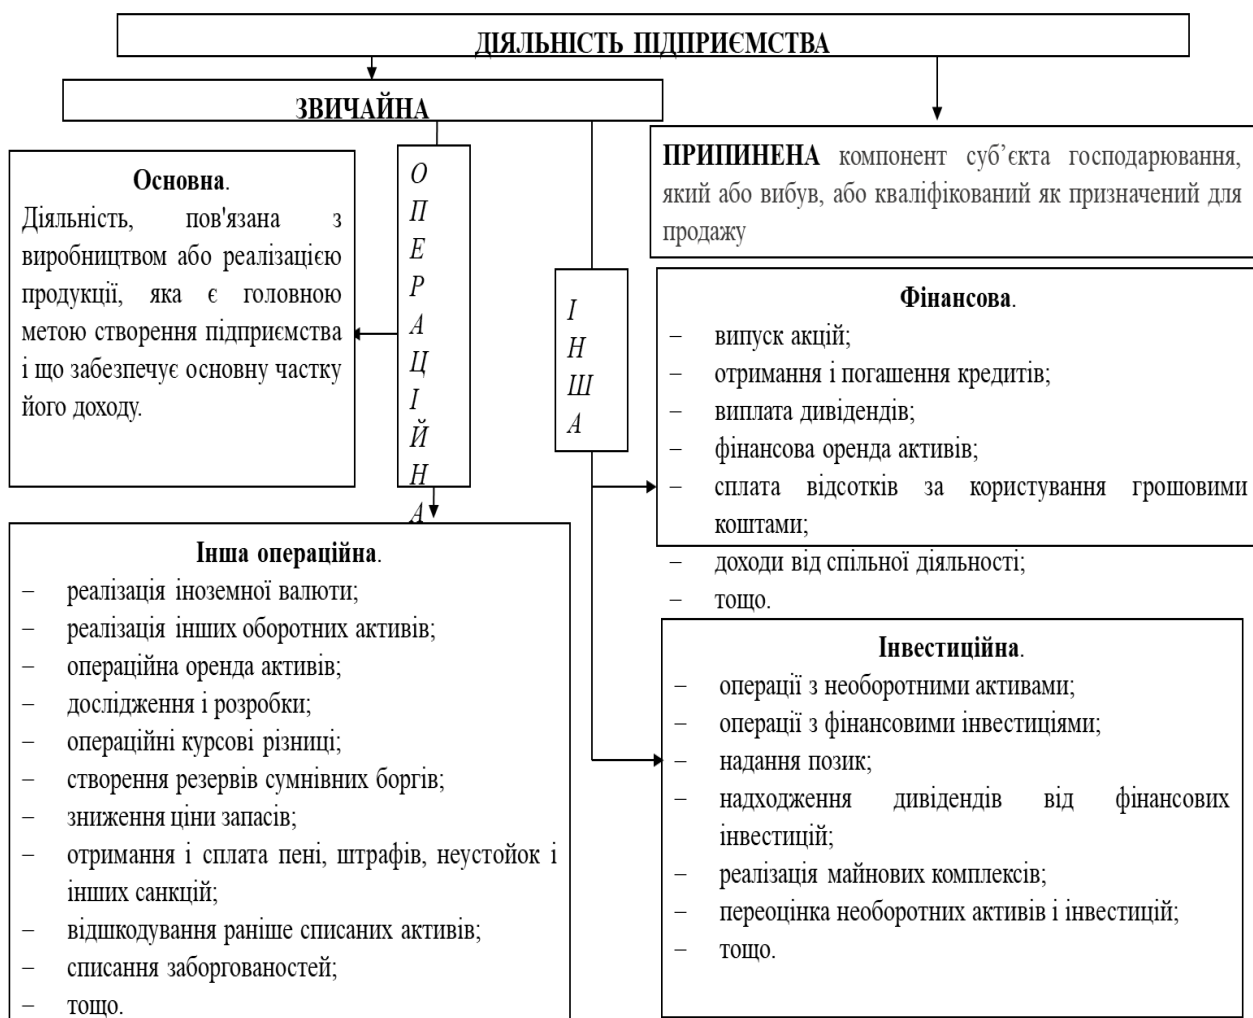 ДІЯЛЬНІСТЬ ПІДПРИЄМСТВА
ЗВИЧАЙНА
ПРИПИНЕНА компонент суб’єкта господарювання,
який або вибув, або кваліфікований як призначений для
продажу
Основна.
Діяльність, пов'язана з
виробництвом або реалізацією
продукції, яка є головною
метою створення підприємства
і що забезпечує основну частку
його доходу.
О
П
Е
Р
А
Ц
І
Й
Н
А
І
Н
Ш
А
Фінансова.
– випуск акцій;
– отримання і погашення кредитів;
– виплата дивідендів;
– фінансова оренда активів;
– сплата відсотків за користування грошовими
коштами;
– доходи від спільної діяльності;
– тощо.
Інша операційна.
– реалізація іноземної валюти;
– реалізація інших оборотних активів;
– операційна оренда активів;
– дослідження і розробки;
– операційні курсові різниці;
– створення резервів сумнівних боргів;
– зниження ціни запасів;
– отримання і сплата пені, штрафів, неустойок і
інших санкцій;
– відшкодування раніше списаних активів;
– списання заборгованостей;
– тощо.
Інвестиційна.
– операції з необоротними активами;
– операції з фінансовими інвестиціями;
– надання позик;
– надходження дивідендів від фінансових
інвестицій;
– реалізація майнових комплексів;
– переоцінка необоротних активів і інвестицій;
– тощо.